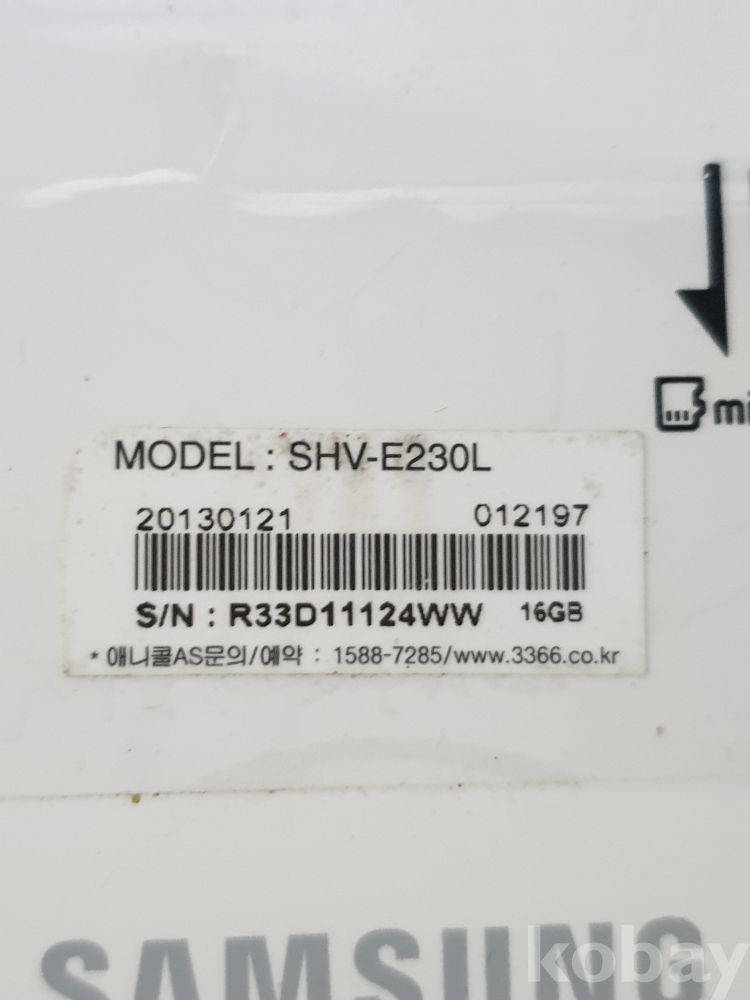 mi
MODEL : SHV-E230L
20130121 012197
S/N : R33D11124WW 16GB
* 애니콜AS문의/예약 : 1588-7285/www.3366.co.kr
SAMSUNG
kobay